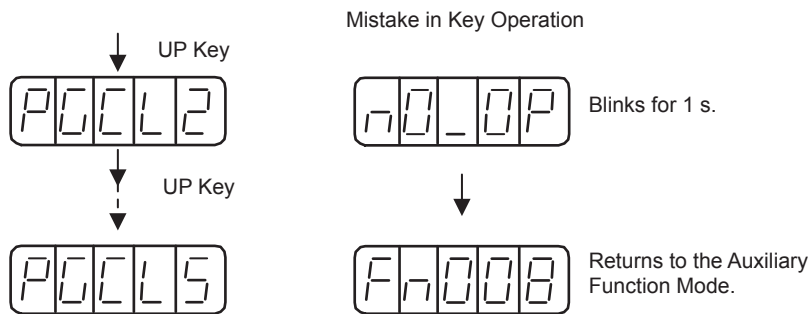 UP Key
PGCL2
UP Key
PGCL5
Mistake in Key Operation
nO_OP
Blinks for 1 s.
Fn008
Returns to the Auxiliary
Function Mode.